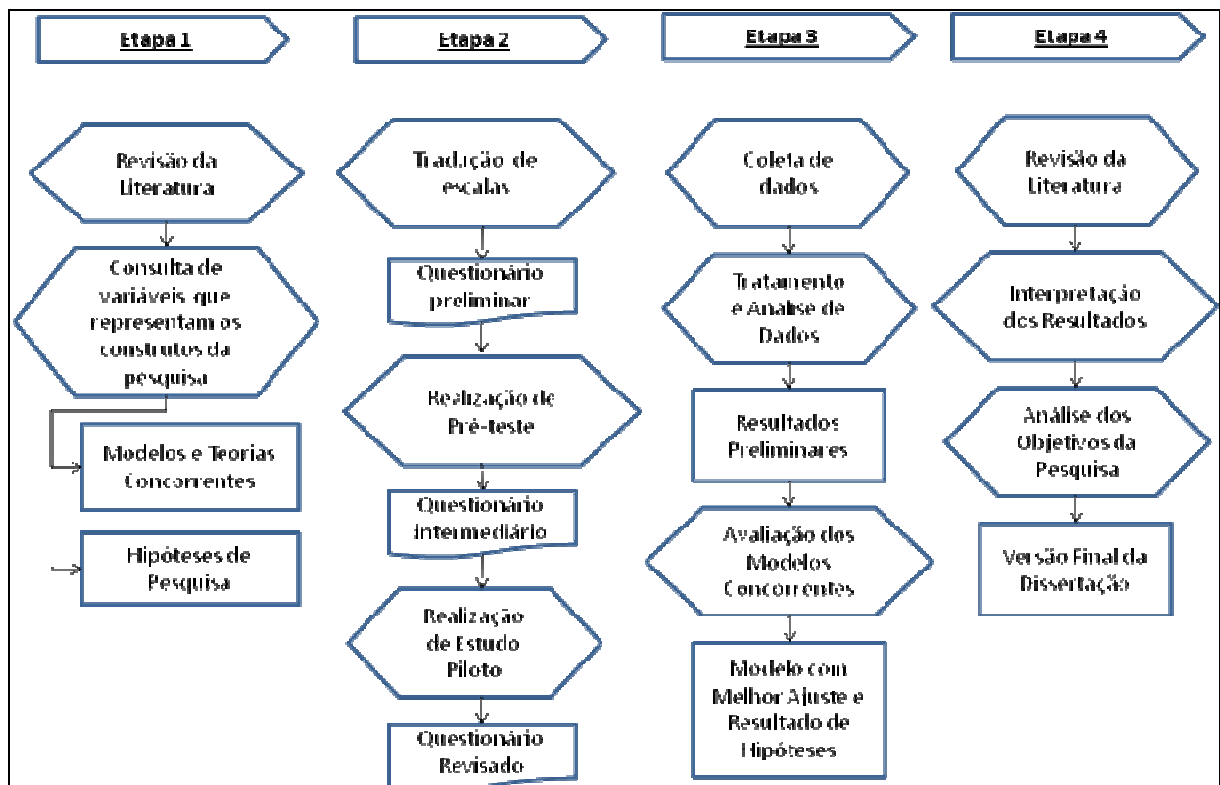 Etapa 1
Revisão da
Literatura
Consulta de
variáveis que
representam os
construtos da
pesquisa
Modelos e Teorias
Concorrentes
Hipóteses de
Pesquisa
Etapa 2
Tradução de
escalas
Questionário
preliminar
Realização de
Pré-teste
Questionário
Intermediário
Realização
de Estudo
Piloto
Questionário
Revisado
Etapa 3
Coleta de
dados
Tratamento
e Analise de
Dados
Resultados
Preliminares
Avaliação dos
Modelos
Concorrentes
Modelo com
Melhor Ajuste e
Resultado de
Hipóteses
Etapa 4
Revisão da
Literatura
Interpretação
dos Resultados
Análise dos
Objetivos da
Pesquisa
Versão Final da
Dissertação